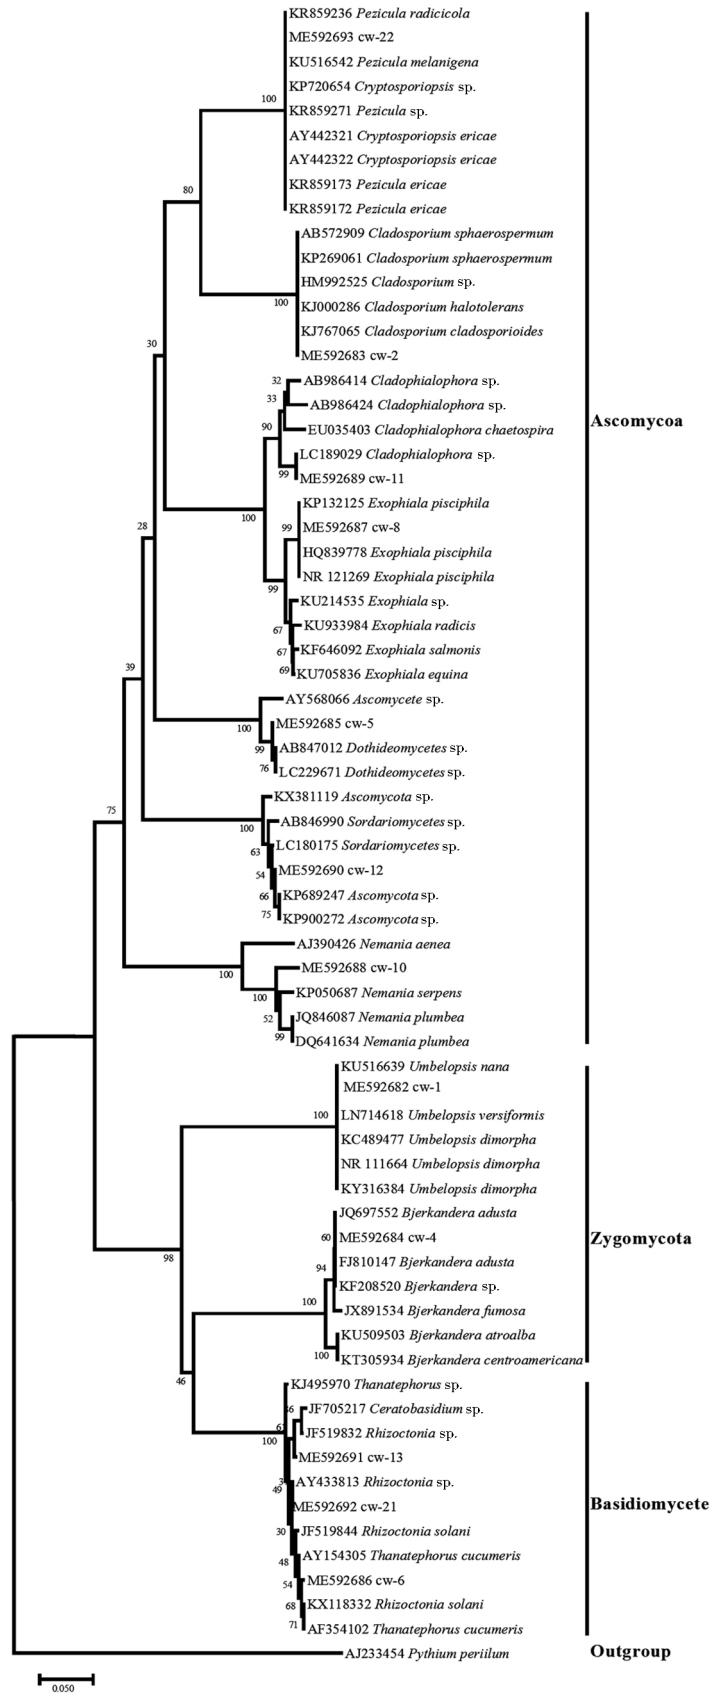 KR859236 Pezicula radicicola
ME592693 cw-22
KU516542 Pezicula melanigena
KP720654 Cryptosporiopsis sp.
100
KR859271 Pezicula sp.
AY442321 Cryptosporiopsis ericae
AY442322 Cryptosporiopsis ericae
KR859173 Pezicula ericae
80
KR859172 Pezicula ericae
AB572909 Cladosporium sphaerospermum
KP269061 Cladosporium sphaerospermum
HM992525 Cladosporium sp.
100
KJ000286 Cladosporium halotolerans
KJ767065 Cladosporium cladosporioides
30
ME592683 cw-2
32
AB986414 Cladophialophora sp.
33
AB986424 Cladophialophora sp.
Ascomycoa
90
EU035403 Cladophialophora chaetospira
LC189029 Cladophialophora sp.
99
ME592689 cw-11
KP132125 Exophiala pisciphila
100
28
99
ME592687 cw-8
HQ839778 Exophiala pisciphila
NR 121269 Exophiala pisciphila
99
KU214535 Exophiala sp.
KU933984 Exophiala radicis
67
KF646092 Exophiala salmonis
67
39
69
KU705836 Exophiala equina
AY568066 Ascomycete sp.
100
ME592685 cw-5
99
AB847012 Dothideomycetes sp.
76
LC229671 Dothideomycetes sp.
KX381119 Ascomycota sp.
75
AB846990 Sordariomycetes sp.
100
LC180175 Sordariomycetes sp.
63
ME592690 cw-12
54
66
KP689247 Ascomycota sp.
75
KP900272 Ascomycota sp.
AJ390426 Nemania aenea
100
ME592688 cw-10
100
KP050687 Nemania serpens
52
JQ846087 Nemania plumbea
99
DQ641634 Nemania plumbea
KU516639 Umbelopsis nana
ME592682 cw-1
100
LN714618 Umbelopsis versiformis
KC489477 Umbelopsis dimorpha
NR 111664 Umbelopsis dimorpha
KY316384 Umbelopsis dimorpha
JQ697552 Bjerkandera adusta
60
ME592684 cw-4
Zygomycota
98
94
FJ810147 Bjerkandera adusta
KF208520 Bjerkandera sp.
100
JX891534 Bjerkandera fumosa
KU509503 Bjerkandera atroalba
100
KT305934 Bjerkandera centroamericana
46
KJ495970 Thanatephorus sp.
JF705217 Ceratobasidium sp.
JF519832 Rhizoctonia sp.
100
ME592691 cw-13
AY433813 Rhizoctonia sp.
49
ME592692 cw-21
Basidiomycete
30
JF519844 Rhizoctonia solani
48
AY154305 Thanatephorus cucumeris
54
ME592686 cw-6
68
KX118332 Rhizoctonia solani
71
AF354102 Thanatephorus cucumeris
AJ233454 Pythium periilum
Outgroup
0.050